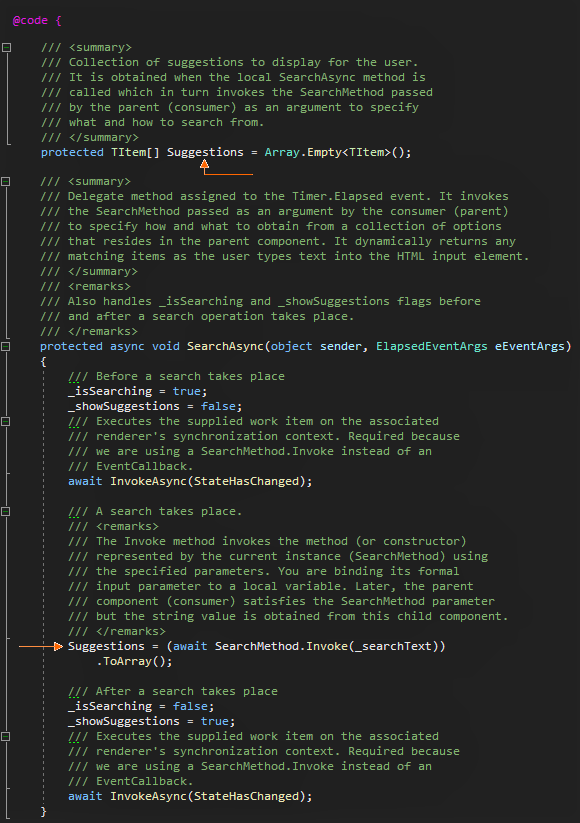 @code {
/// <summary>
/// Collection of suggestions to display for the user.
/// It is obtained when the local SearchAsync method is
/// called which in turn invokes the SearchMethod passed
/// by the parent (consumer) as an argument to specify
/// what and how to search from.
/// </summary>
protected TItem[] Suggestions = Array.Empty<TItem>();
/// <summary>
/// Delegate method assigned to the Timer.Elapsed event. It invokes
/// the SearchMethod passed as an argument by the consumer (parent)
/// to specify how and what to obtain from a collection of options
/// that resides in the parent component. It dynamically returns any
/// matching items as the user types text into the HTML input element.
/// </summary>
/// <remarks>
/// Also handles _isSearching and _showSuggestions flags before
/// and after a search operation takes place.
/// </remarks>
protected async void SearchAsync(object sender, ElapsedEventArgs eEventArgs)
{
/// Before a search takes place
_isSearching = true;
_showSuggestions = false;
/// Executes the supplied work item on the associated
/// renderer's synchronization context. Required because
/// we are using a SearchMethod.Invoke instead of an
/// EventCallback.
await InvokeAsync(StateHasChanged);
/// A search takes place.
/// <remarks>
/// The Invoke method invokes the method (or constructor)
/// represented by the current instance (SearchMethod) using
/// the specified parameters. You are binding its formal
/// input parameter to a local variable. Later, the parent
/// component (consumer) satisfies the SearchMethod parameter
/// but the string value is obtained from this child component.
/// </remarks>
Suggestions = (await SearchMethod.Invoke(_searchText))
.ToArray();
/// After a search takes place
_isSearching = false;
_showSuggestions = true;
/// Executes the supplied work item on the associated
/// renderer's synchronization context. Required because
/// we are using a SearchMethod.Invoke instead of an
/// EventCallback.
await InvokeAsync(StateHasChanged);
}